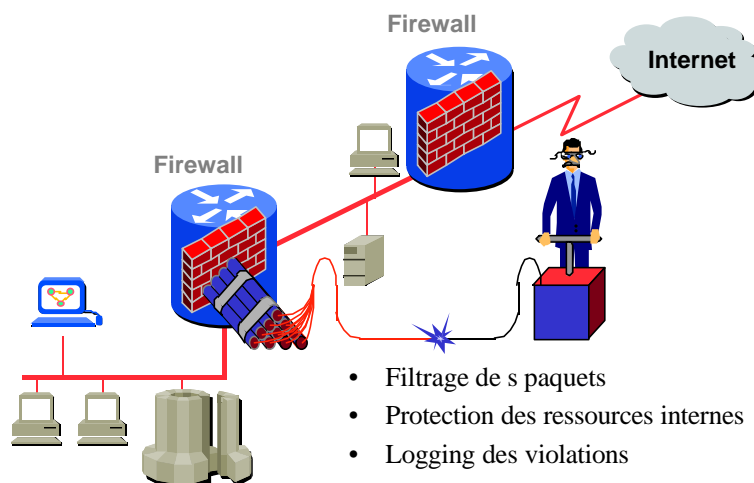 Firewall
Internet
Firewall
• Filtrage de s paquets
• Protection des ressources internes
• Logging des violations